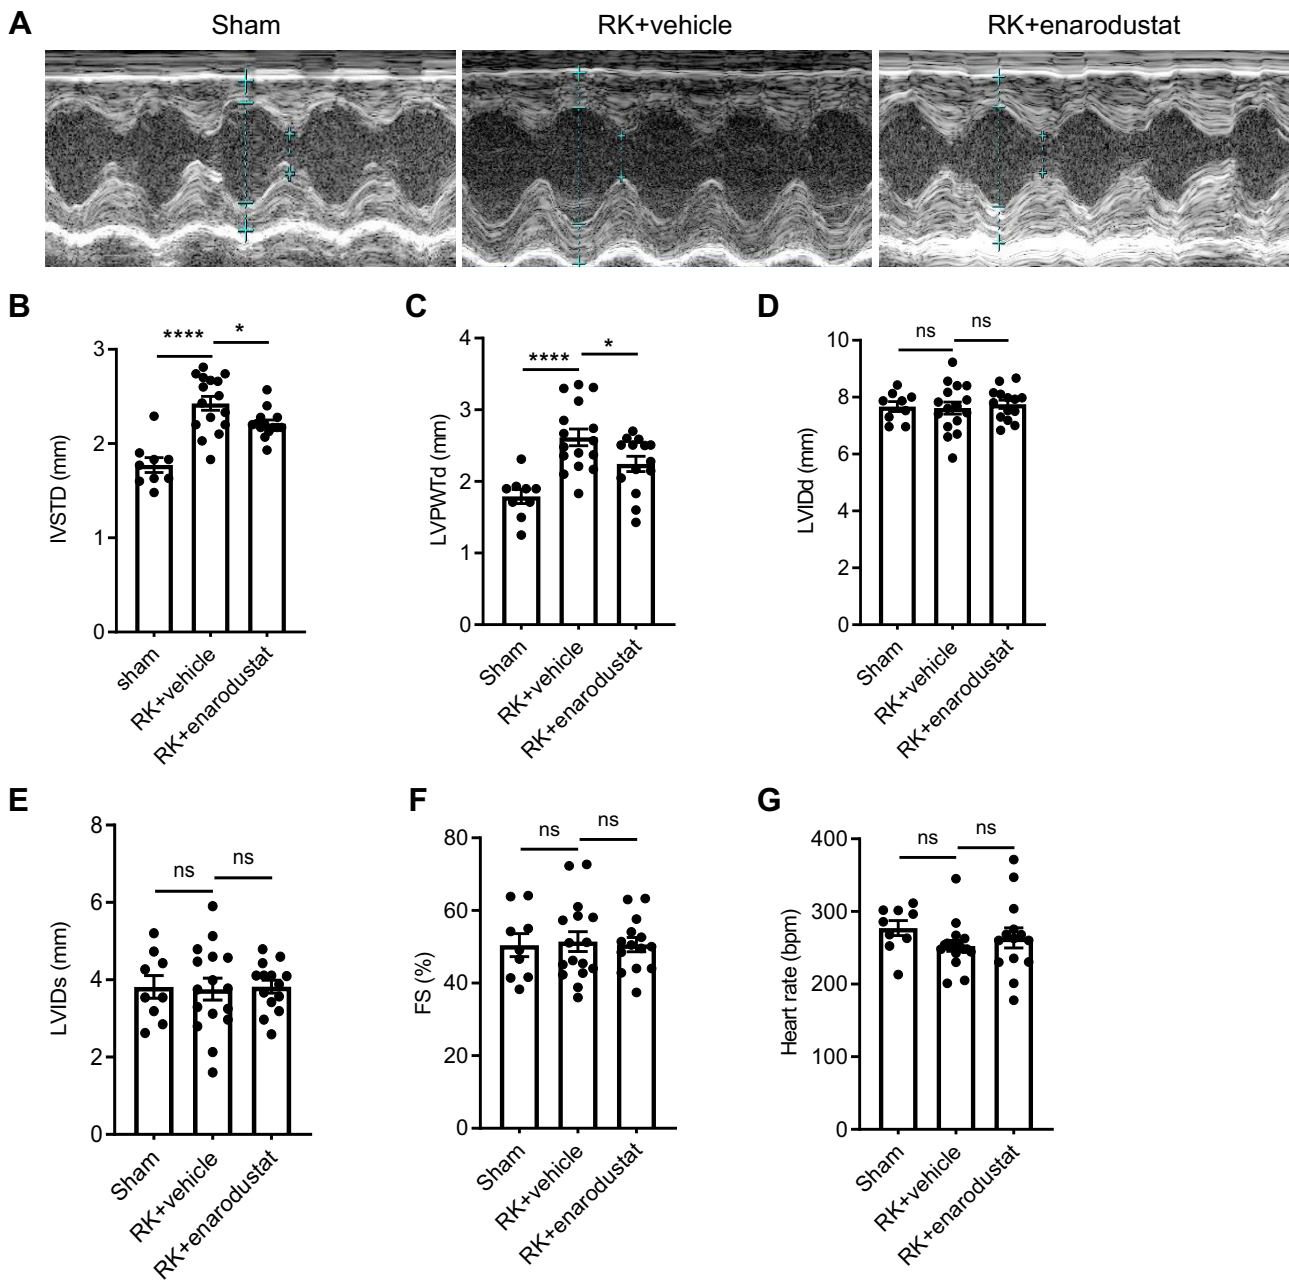 A
Sham
RK+vehicle
RK+enarodustat
B
IVSTD (mm)
3
2
1
0
****
*
sham
RK+vehicle
RK+enarodustat
C
LVPWTd (mm)
4
3
2
1
0
****
*
Sham
RK+vehicle
RK+enarodustat
D
LVIDd (mm)
10
8
6
4
2
0
ns
ns
Sham
RK+vehicle
RK+enarodustat
E
LVIDs (mm)
8
6
4
2
0
ns
ns
Sham
RK+vehicle
RK+enarodustat
F
FS (%)
80
60
40
20
0
ns
ns
Sham
RK+vehicle
RK+enarodustat
G
Heart rate (bpm)
400
300
200
100
0
ns
ns
Sham
RK+vehicle
RK+enarodustat